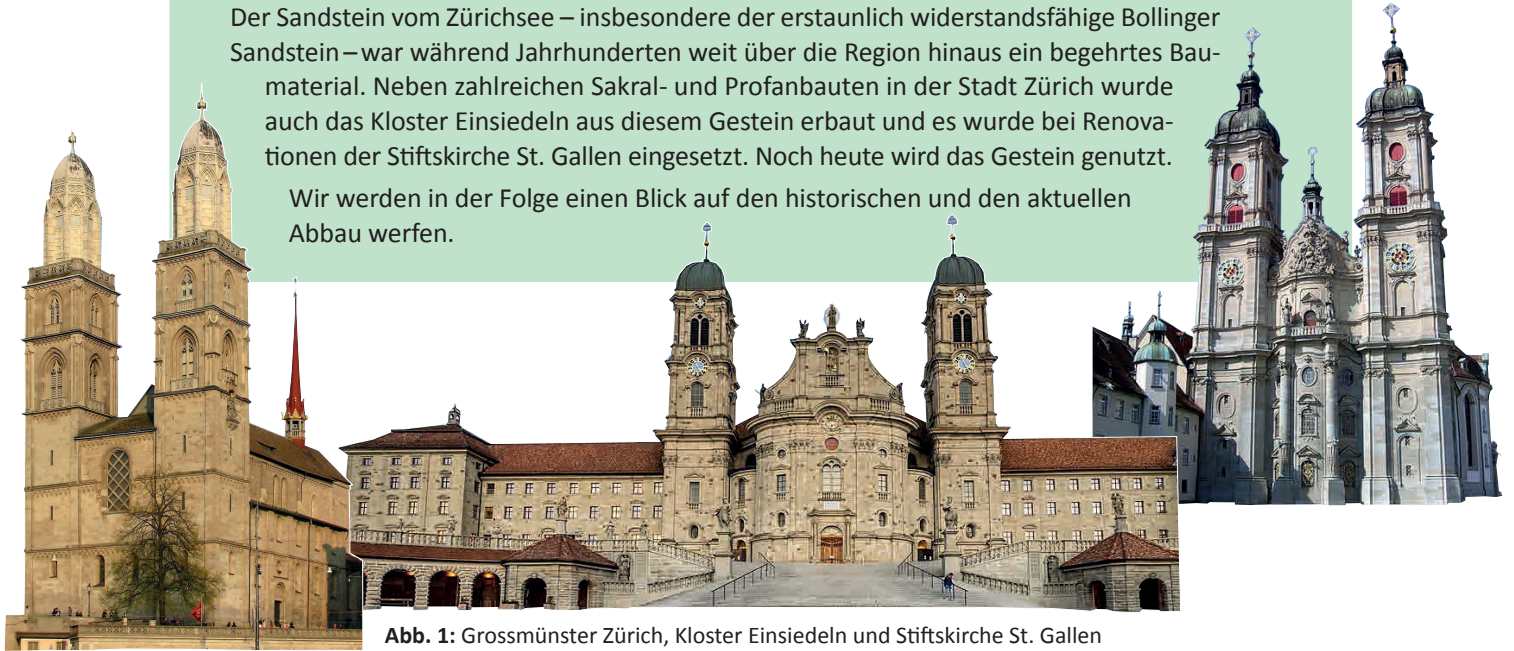 Der Sandstein vom Zürichsee – insbesondere der erstaunlich widerstandsfähige Bollinger
Sandstein – war während Jahrhunderten weit über die Region hinaus ein begehrtes Bau-
material. Neben zahlreichen Sakral- und Profanbauten in der Stadt Zürich wurde
auch das Kloster Einsiedeln aus diesem Gestein erbaut und es wurde bei Renova-
tionen der Stiftskirche St. Gallen eingesetzt. Noch heute wird das Gestein genutzt.
Wir werden in der Folge einen Blick auf den historischen und den aktuellen
Abbau werfen.
Abb. 1: Grossmünster Zürich, Kloster Einsiedeln und Stiftskirche St. Gallen